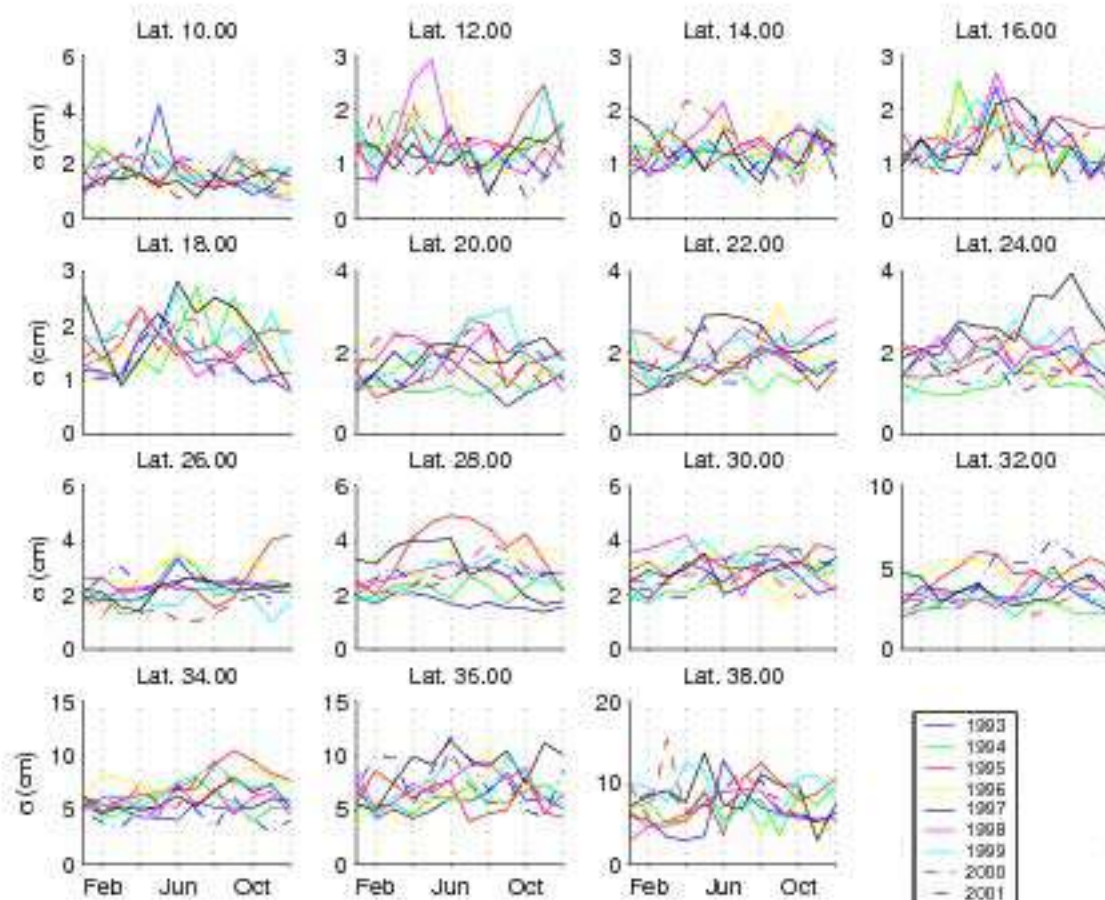 Lat. 10.00
Lat. 12.00
Lat. 14.00
Lat. 16.00
6
4
2
0
σ (cm)
3
2
1
0
3
2
1
0
3
2
1
0
Lat. 18.00
Lat. 20.00
Lat. 22.00
Lat. 24.00
3
2
1
0
σ (cm)
4
2
0
4
2
0
4
2
0
Lat. 26.00
Lat. 28.00
Lat. 30.00
Lat. 32.00
6
4
2
0
σ (cm)
6
4
2
0
6
4
2
0
10
5
0
Lat. 34.00
Lat. 36.00
Lat. 38.00
15
10
5
0
σ (cm)
15
10
5
0
20
10
0
Feb Jun Oct
Feb Jun Oct
Feb Jun Oct
1993
1994
1995
1996
1997
1998
1999
2000
2001